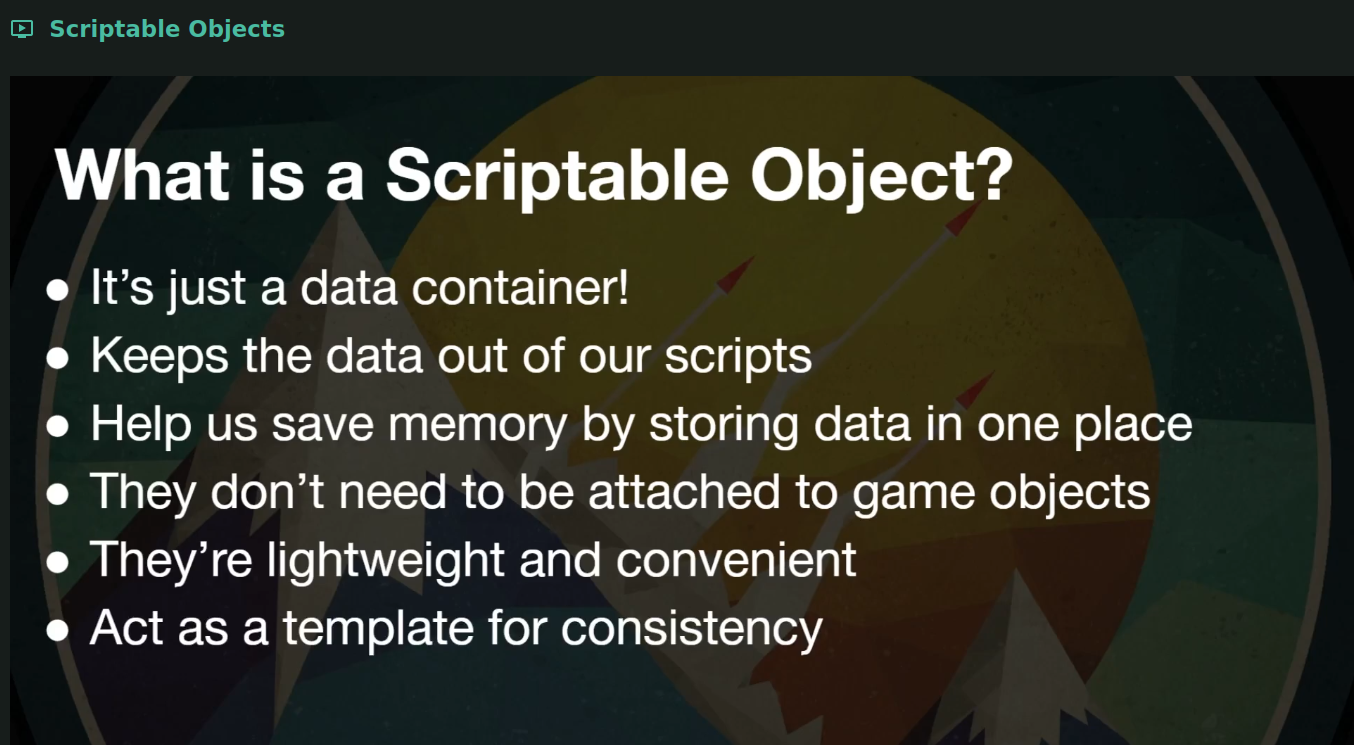 Scriptable Objects
What is a Scriptable Object?
● It’s just a data container!
● Keeps the data out of our scripts
● Help us save memory by storing data in one place
● They don’t need to be attached to game objects
● They’re lightweight and convenient
● Act as a template for consistency